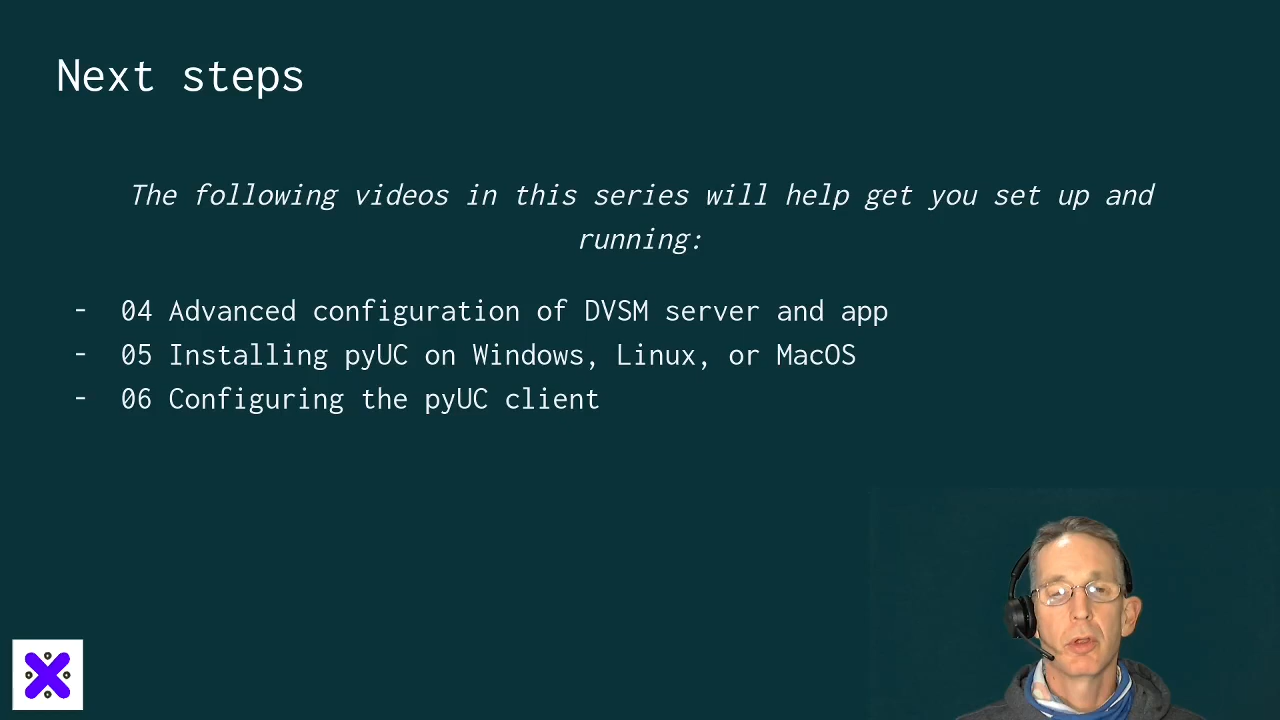 Next steps
The following videos in this series will help get you set up and
running:
- 04 Advanced configuration of DVSM server and app
- 05 Installing pyUC on Windows, Linux, or MacOS
- 06 Configuring the pyUC client